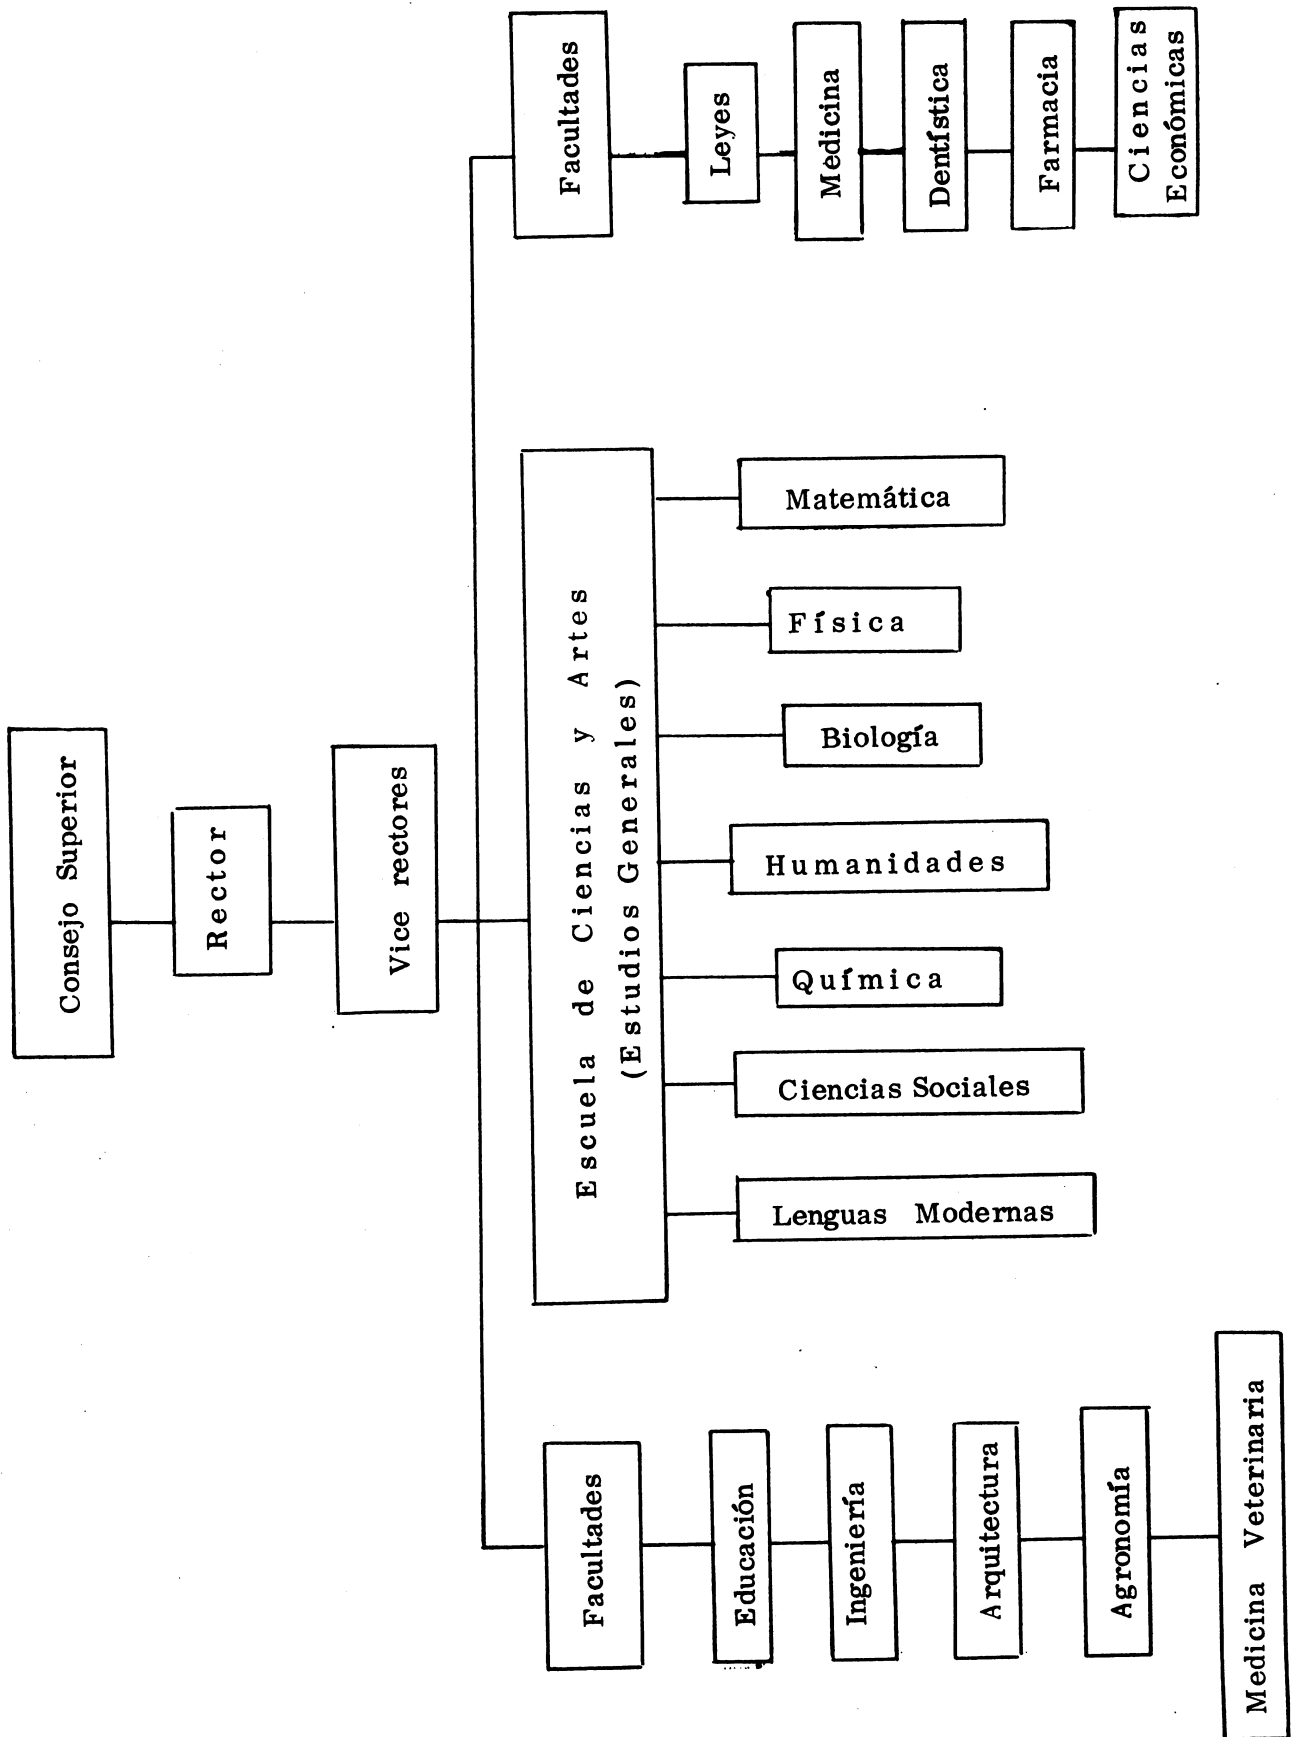 Consejo Superior
Rector
Vice rectores
Facultades
Educación
Ingeniería
Arquitectura
Agronomía
Medicina Veterinaria
Escuela de Ciencias y Artes
(Estudios Generales)
Lenguas Modernas
Ciencias Sociales
Química
Humanidades
Biología
Física
Matemática
Facultades
Leyes
Medicina
Dentística
Farmacia
Ciencias
Económicas